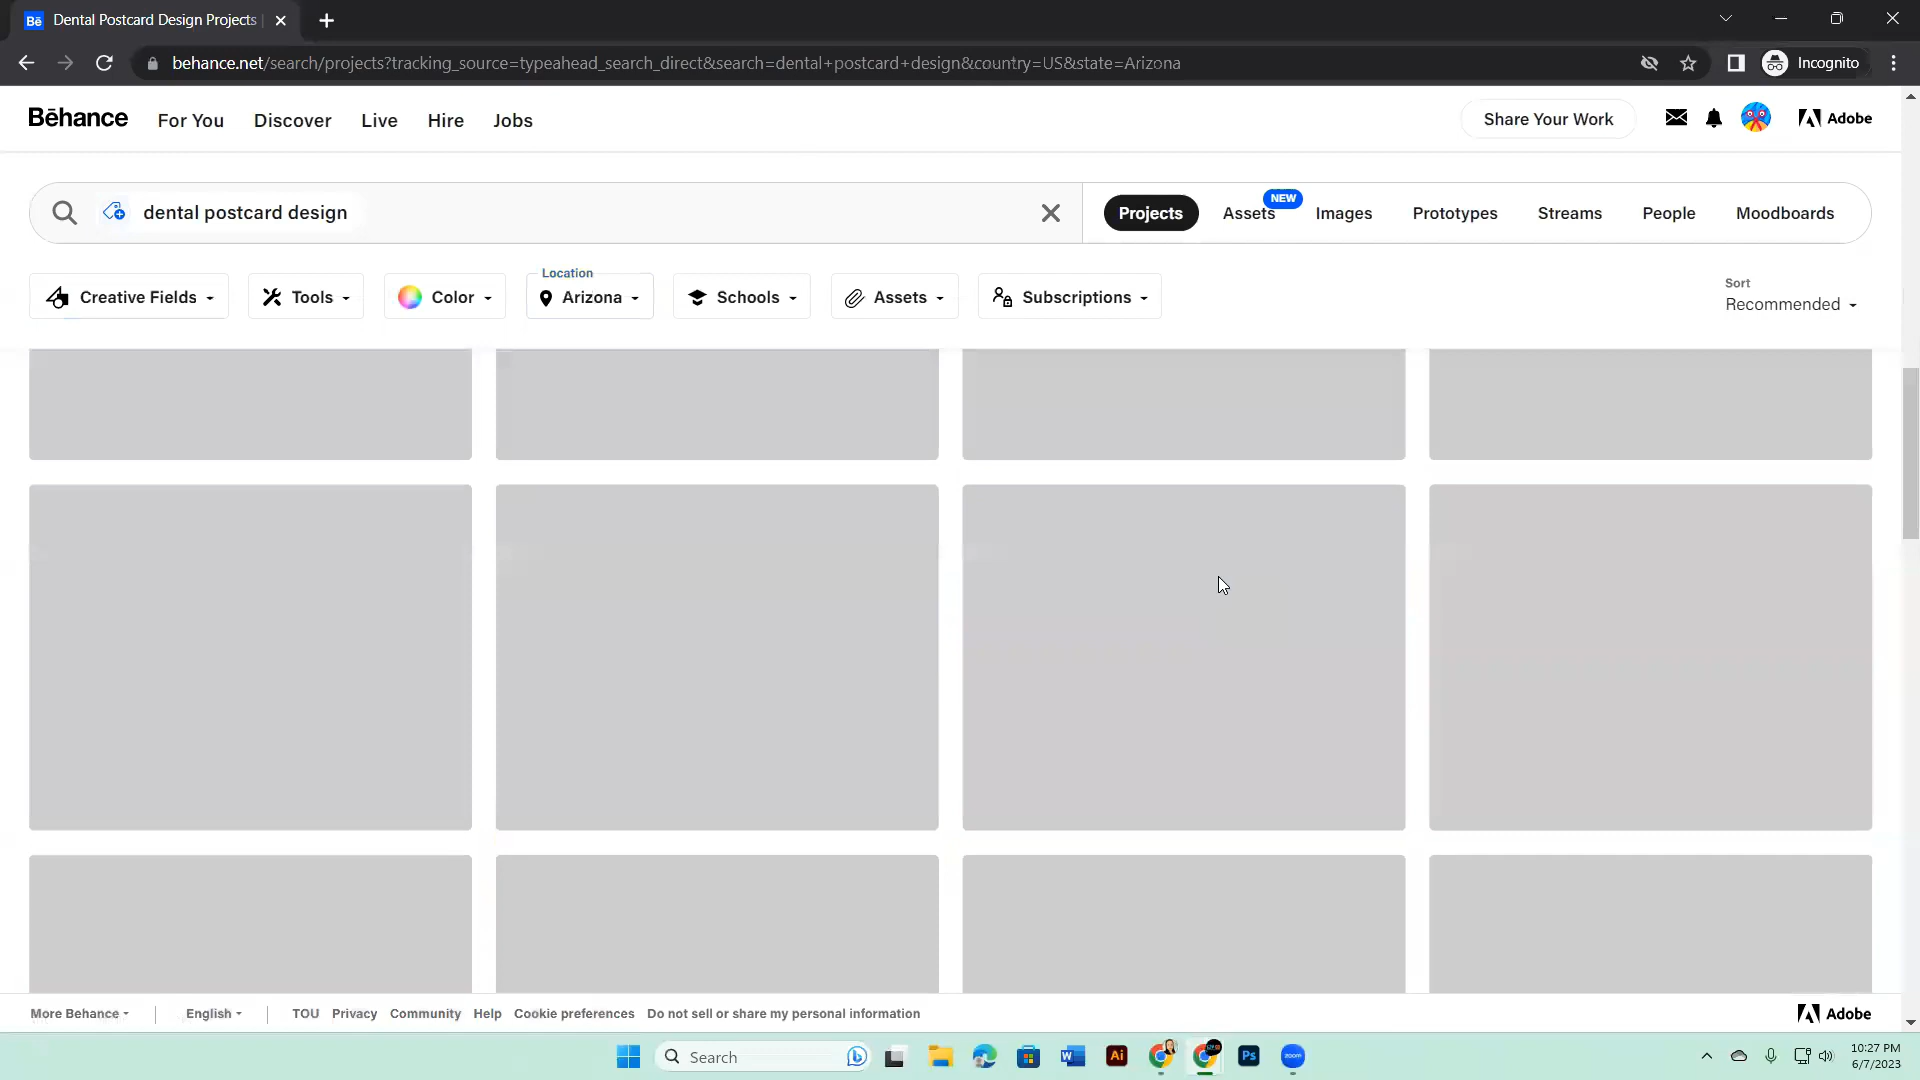 Bē Dental Postcard Design Projects |
behance.net/search/projects?tracking_source=typeahead_search_direct&search=dental+postcard+design&country=US&state=Arizona
Incognito
Bēhance For You Discover Live Hire Jobs Share Your Work Adobe
dental postcard design Projects Assets NEW Images Prototypes Streams People Moodboards
Creative Fields Tools Color Location Arizona Schools Assets Subscriptions Sort
Recommended
More Behance English TOU Privacy Community Help Cookie preferences Do not sell or share my personal information Adobe
Search W Ai Ps zoom 10:27 PM
6/7/2023